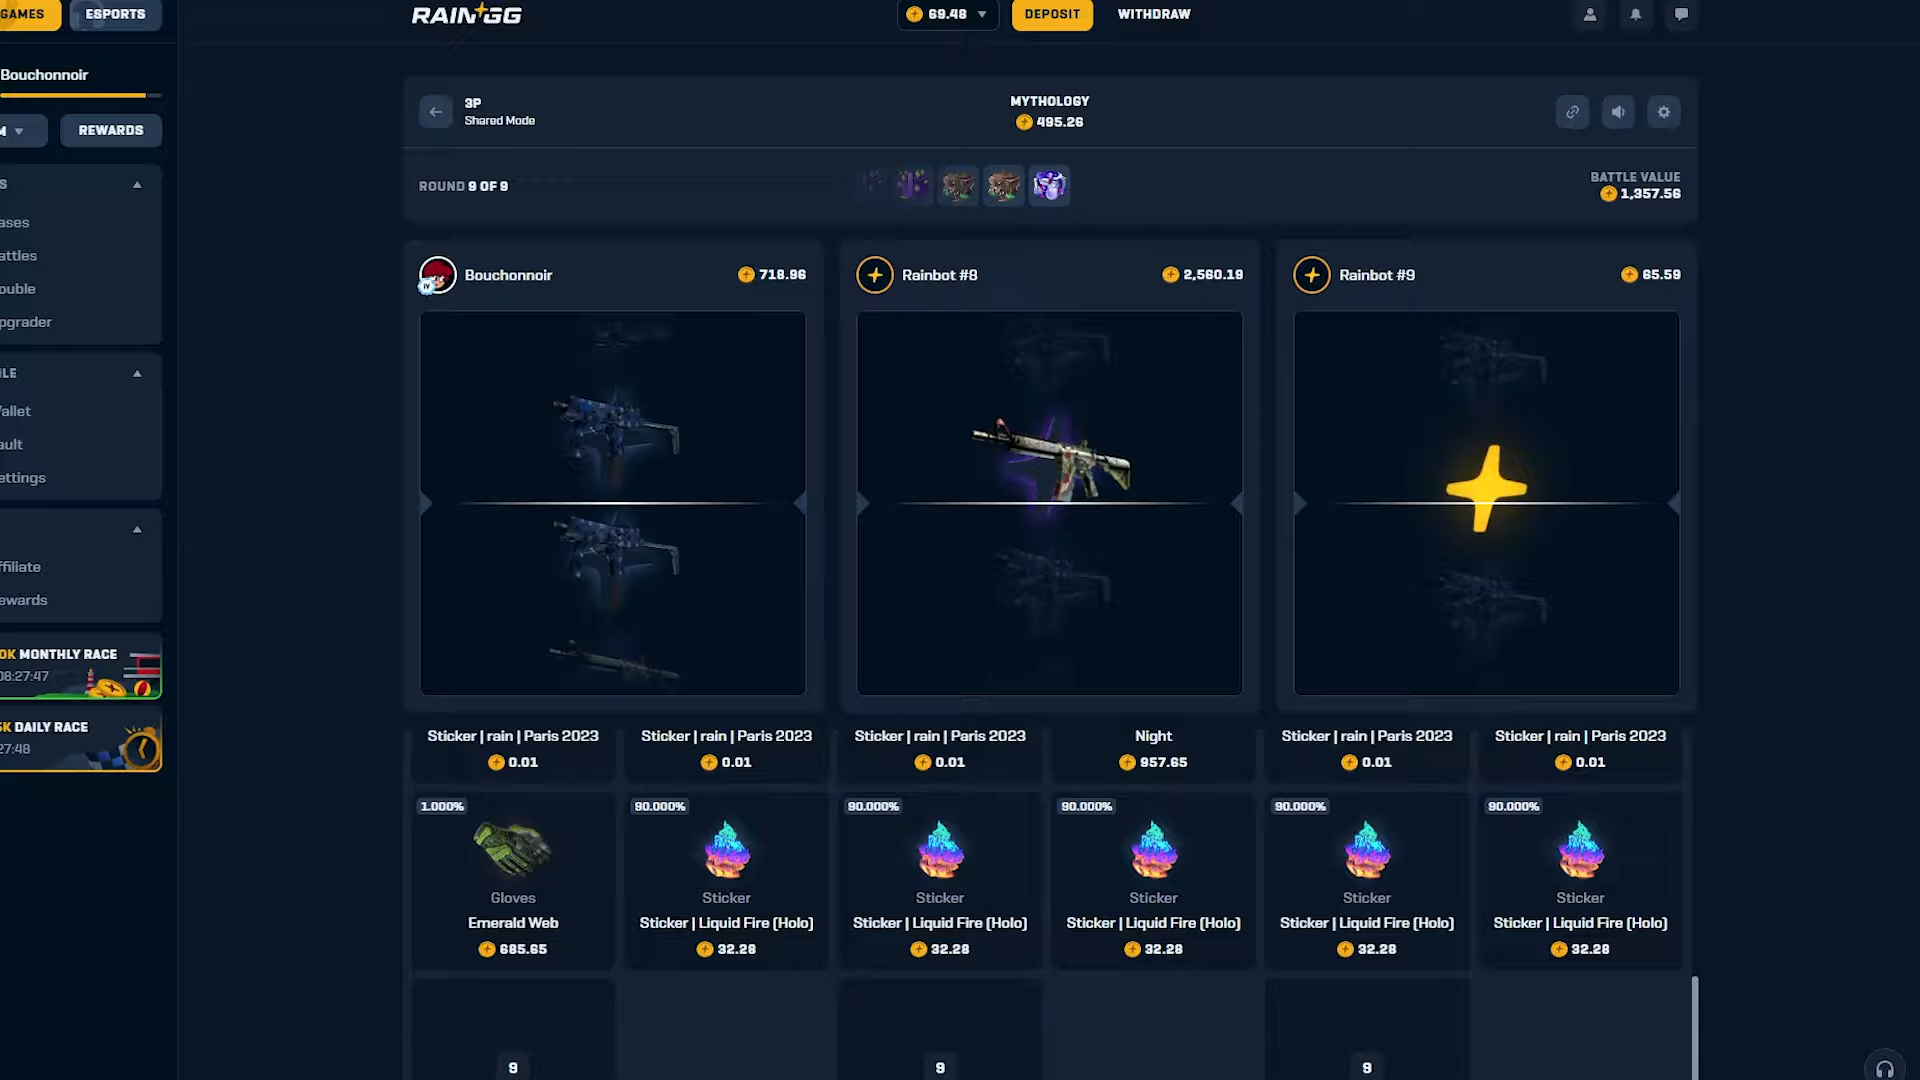 GAMES
ESPORTS
RAIN GG
69.48
DEPOSIT
WITHDRAW
Bouchonnoir
REWARDS
3P
Shared Mode
MYTHOLOGY
495.26
ROUND 9 OF 9
BATTLE VALUE
1,357.56
S
ases
attles
ouble
pgrader
ILE
allet
ault
ettings
ffiliate
ewards
0K MONTHLY RACE
08:27:47
5K DAILY RACE
27:48
IV
Bouchonnoir
718.96
Rainbot #8
2,560.19
Rainbot #9
65.59
Sticker | rain | Paris 2023
0.01
Sticker | rain | Paris 2023
0.01
Sticker | rain | Paris 2023
0.01
Night
957.65
Sticker | rain | Paris 2023
0.01
Sticker | rain | Paris 2023
0.01
1.000%
Gloves
Emerald Web
685.65
90.000%
Sticker
Sticker | Liquid Fire (Holo)
32.28
90.000%
Sticker
Sticker | Liquid Fire (Holo)
32.28
90.000%
Sticker
Sticker | Liquid Fire (Holo)
32.28
90.000%
Sticker
Sticker | Liquid Fire (Holo)
32.28
90.000%
Sticker
Sticker | Liquid Fire (Holo)
32.28
9
9
9